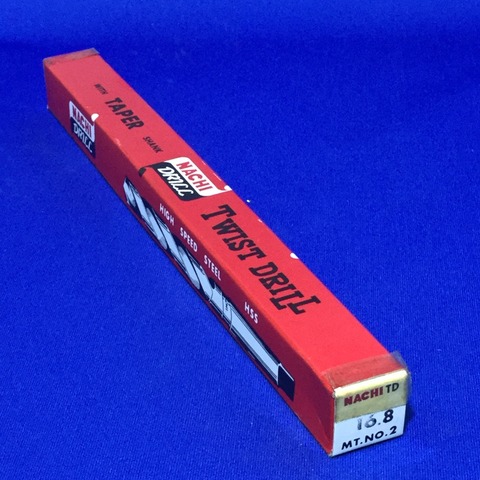 WITH TAPER SHANK
NACHI
DRILL
TWIST DRILL
NACHI
DRILL
HIGH SPEED STEEL HSS
NACHI TD
16.8
MT.NO.2